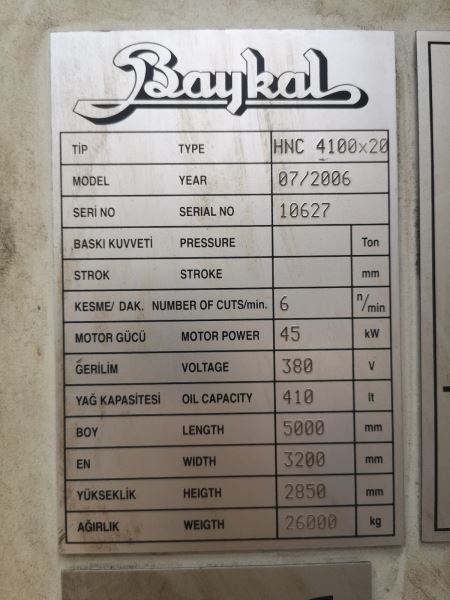 Baykal
TİP TYPE HNC 4100x20
MODEL YEAR 07/2006
SERİ NO SERIAL NO 10627
BASKI KUVVETİ PRESSURE Ton
STROK STROKE mm
KESME/ DAK. NUMBER OF CUTS/min. 6 n/min
MOTOR GÜCÜ MOTOR POWER 45 kW
GERİLİM VOLTAGE 380 V
YAĞ KAPASİTESİ OIL CAPACITY 410 lt
BOY LENGTH 5000 mm
EN WIDTH 3200 mm
YÜKSEKLİK HEIGTH 2850 mm
AĞIRLIK WEIGTH 26000 kg